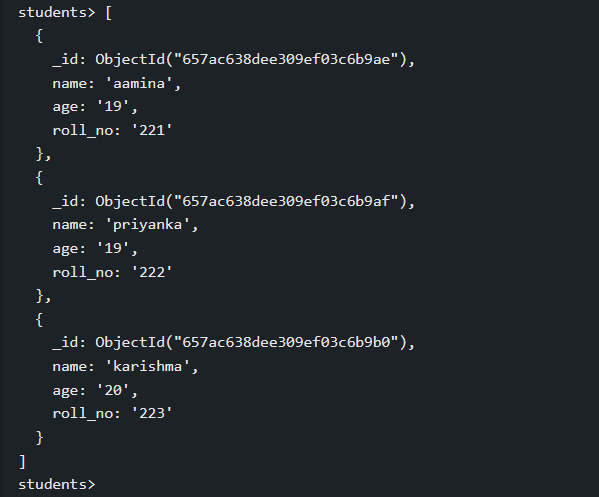 students> [
  {
    _id: ObjectId("657ac638dee309ef03c6b9ae"),
    name: 'aamina',
    age: '19',
    roll_no: '221'
  },
  {
    _id: ObjectId("657ac638dee309ef03c6b9af"),
    name: 'priyanka',
    age: '19',
    roll_no: '222'
  },
  {
    _id: ObjectId("657ac638dee309ef03c6b9b0"),
    name: 'karishma',
    age: '20',
    roll_no: '223'
  }
]
students>